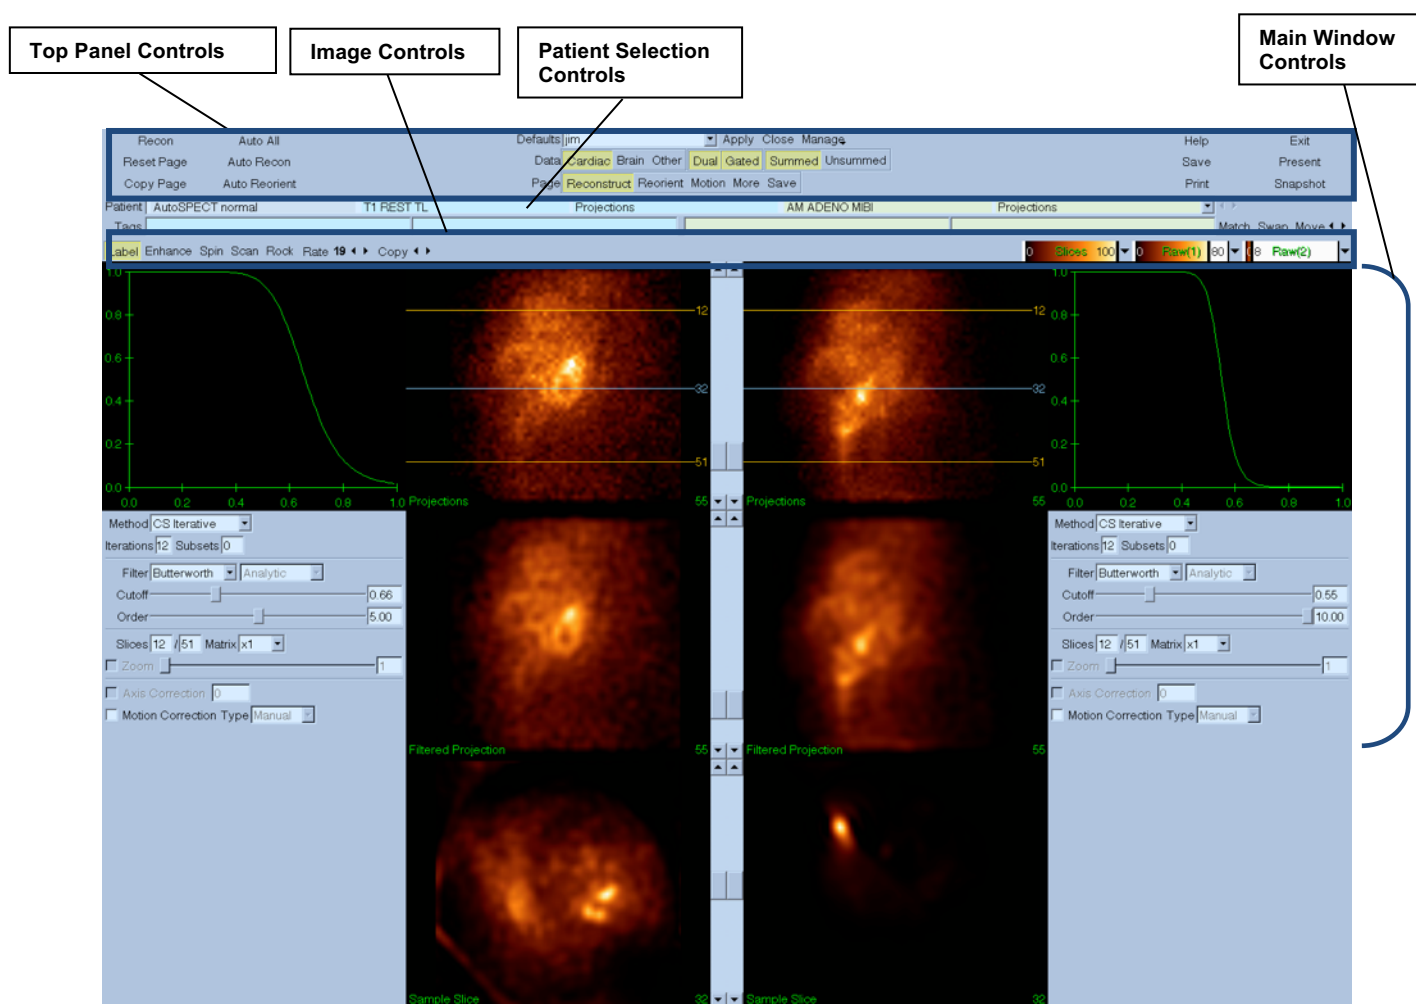 Top Panel Controls
Image Controls
Patient Selection
Controls
Main Window
Controls
Recon Auto All Defaults jim Apply Close Manage Help Exit
Reset Page Auto Recon Data Cardiac Brain Other Dual Gated Summed Unsummed Save Present
Copy Page Auto Reorient Page Reconstruct Reorient Motion More Save Print Snapshot
Patient AutoSPECT normal T1 REST TL Projections AM ADENO MIBI Projections
Tags Match Swap Move
Label Enhance Spin Scan Rock Rate 19 Copy 0 Slices 100 0 Raw(1) 80 8 Raw(2)
1.0 1.0
12 12
0.8 0.8
0.6 0.6
32 32
0.4 0.4
0.2 0.2
51 51
0.0 0.0
0.0 0.2 0.4 0.6 0.8 1.0 Projections 55 Projections 55 0.0 0.2 0.4 0.6 0.8 1.0
Method CS Iterative Method CS Iterative
Iterations 12 Subsets 0 Iterations 12 Subsets 0
Filter Butterworth Analytic Filter Butterworth Analytic
Cutoff 0.66 Cutoff 0.55
Order 5.00 Order 10.00
Slices 12 / 51 Matrix x1 Slices 12 / 51 Matrix x1
Zoom 1 Zoom 1
Axis Correction 0 Axis Correction 0
Motion Correction Type Manual Motion Correction Type Manual
Filtered Projection 55 Filtered Projection 55
Sample Slice 32 Sample Slice 32